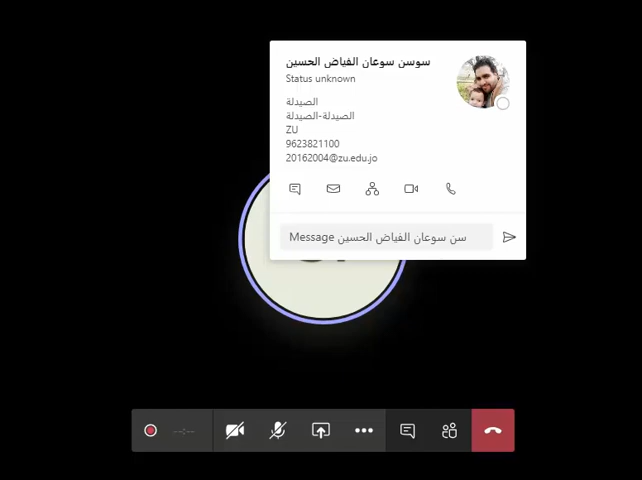 سوسن سوعان الفياض الحسين
Status unknown
الصيدلة
الصيدلة-الصيدلة
ZU
9623821100
20162004@zu.edu.jo
Message سن سوعان الفياض الحسين
--:--